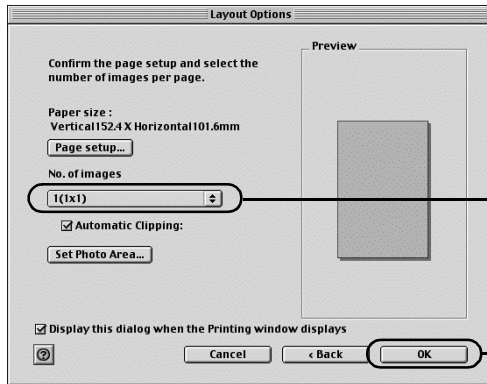 Layout Options
Confirm the page setup and select the
number of images per page.
Paper size :
Vertical152.4 X Horizontal101.6mm
Page setup...
No. of images
1(1x1)
Automatic Clipping:
Set Photo Area...
Preview
Display this dialog when the Printing window displays
?
Cancel
‹ Back
OK